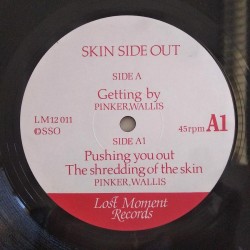 SKIN SIDE OUT
SIDE A
Getting by
PINKER,WALLIS
LM12 011
©SSO
45rpm A1
SIDE A1
Pushing you out
The shredding of the skin
PINKER,WALLIS
Lost Moment
Records